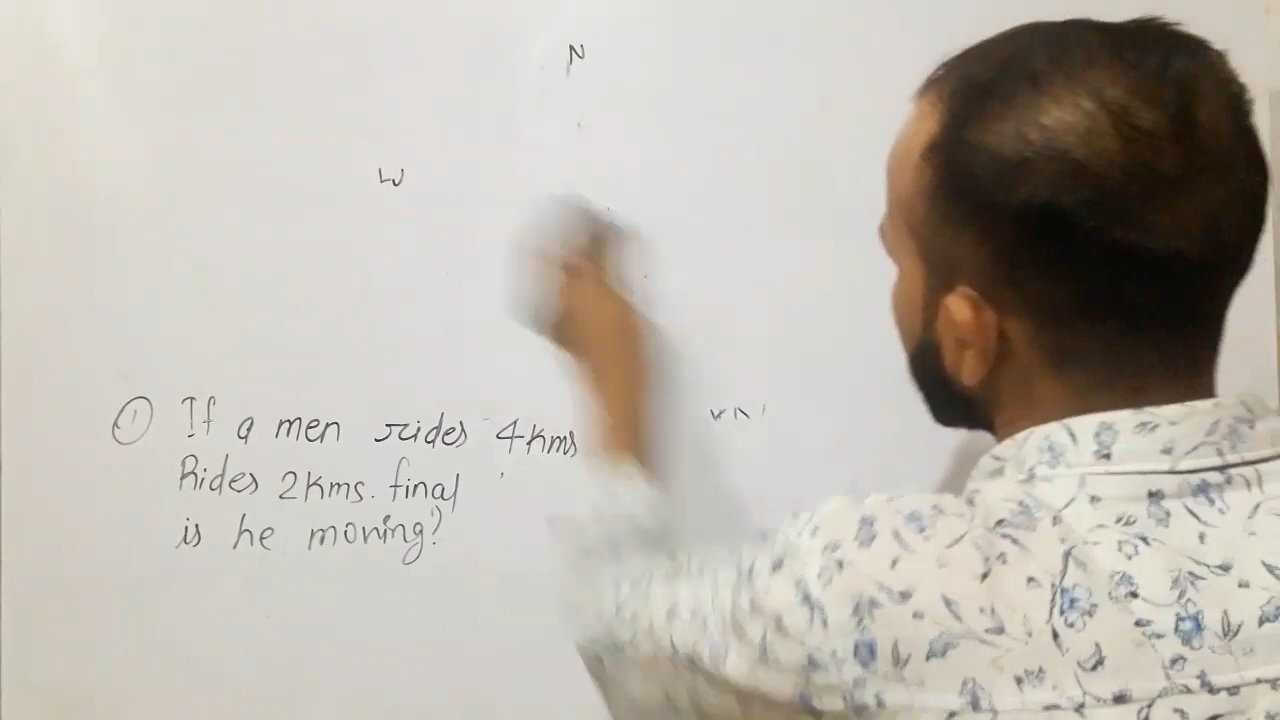 N
W
① If a men rides 4kms
Rides 2kms. final
is he moving?